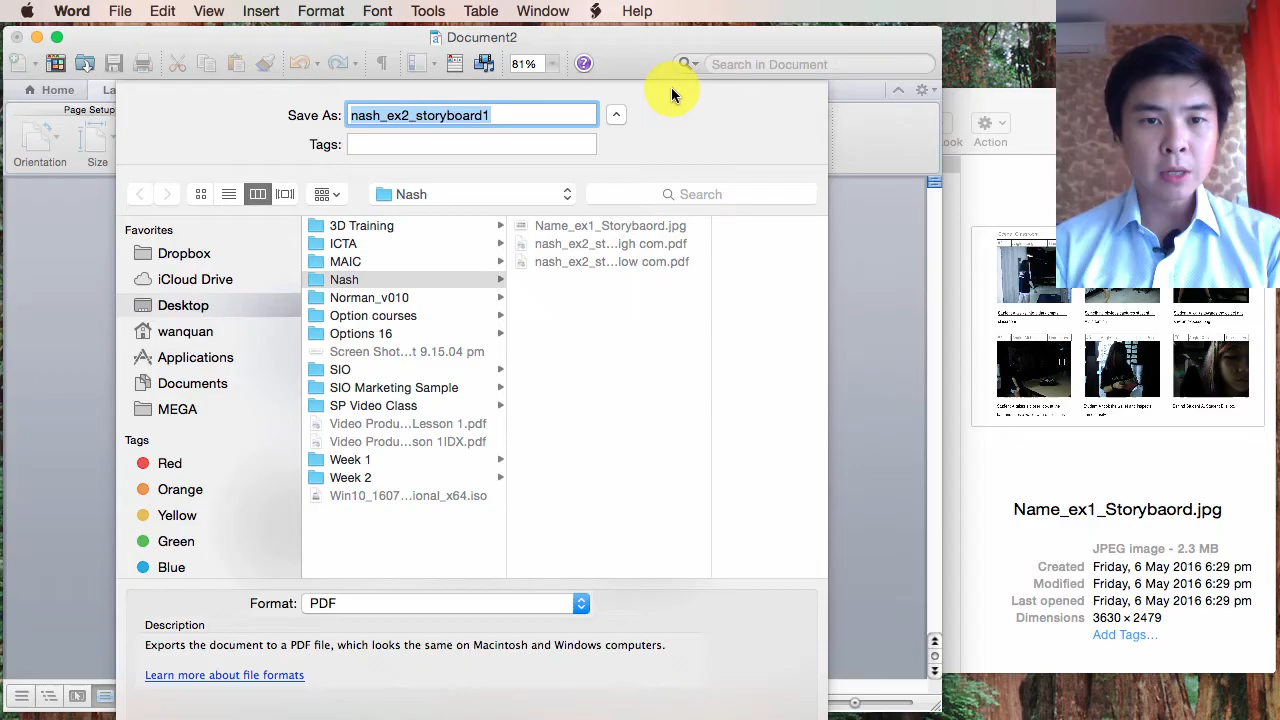 Word File Edit View Insert Format Font Tools Table Window Help
Document2
81%
Search in Document
Home
La
Page Setup
Orientation
Size
Save As: nash_ex2_storyboard1
Tags:
Nash
Search
Favorites
Dropbox
iCloud Drive
Desktop
wanquan
Applications
Documents
MEGA
Tags
Red
Orange
Yellow
Green
Blue
3D Training
ICTA
MAIC
Nash
Norman_v010
Option courses
Options 16
Screen Shot...t 9.15.04 pm
SIO
SIO Marketing Sample
SP Video Class
Video Produ...Lesson 1.pdf
Video Produ...son 1IDX.pdf
Week 1
Week 2
Win10_1607...ional_x64.iso
Name_ex1_Storybaord.jpg
nash_ex2_st...igh com.pdf
nash_ex2_st...low com.pdf
Format: PDF
Description
Exports the document to a PDF file, which looks the same on Macintosh and Windows computers.
Learn more about file formats
ook
Action
Name_ex1_Storybaord.jpg
JPEG image - 2.3 MB
Created Friday, 6 May 2016 6:29 pm
Modified Friday, 6 May 2016 6:29 pm
Last opened Friday, 6 May 2016 6:29 pm
Dimensions 3630 × 2479
Add Tags...